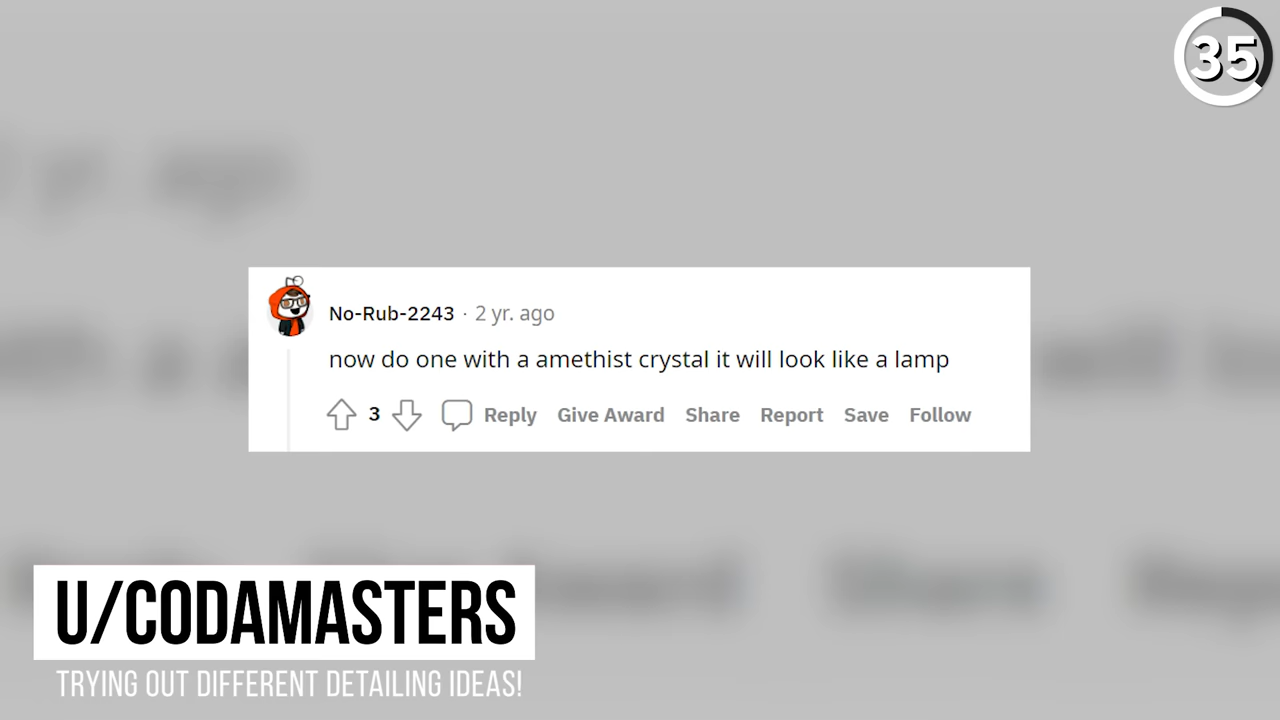 35
No-Rub-2243 · 2 yr. ago
now do one with a amethist crystal it will look like a lamp
3 Reply Give Award Share Report Save Follow
U/CODAMASTERS
TRYING OUT DIFFERENT DETAILING IDEAS!